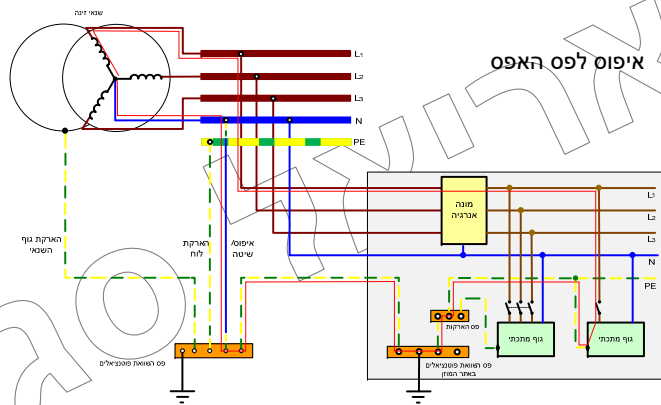 שנאי זינה
איפוס לפס האפס
L1
L2
L3
N
PE
מונה
אנרגיה
L1
L2
L3
N
PE
הארקת גוף
השנאי
הארקת
לוח
איפוס/
שיטה
פס הארקות
גוף מתכתי
גוף מתכתי
פס השוואת פוטנציאלים
פס השוואת פוטנציאלים
באתר המוזן